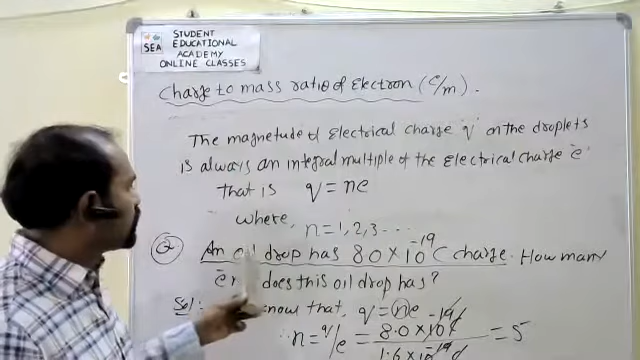 STUDENT
EDUCATIONAL
ACADEMY
ONLINE CLASSES
SEA
Charge to mass ratio of Electron (e/m).
The magnetude of Electrical charge 'q' on the droplets
is always an integral multiple of the Electrical charge 'e'
That is q = ne
where, n = 1, 2, 3 ...
Q An oil drop has 80 × 10⁻¹⁹ C charge. How many
does this oil drop has?
Sol: know that, q = ne
∴ n = q/e = 8.0 × 10⁻¹⁹ / 1.6 × 10⁻¹⁹ = 5